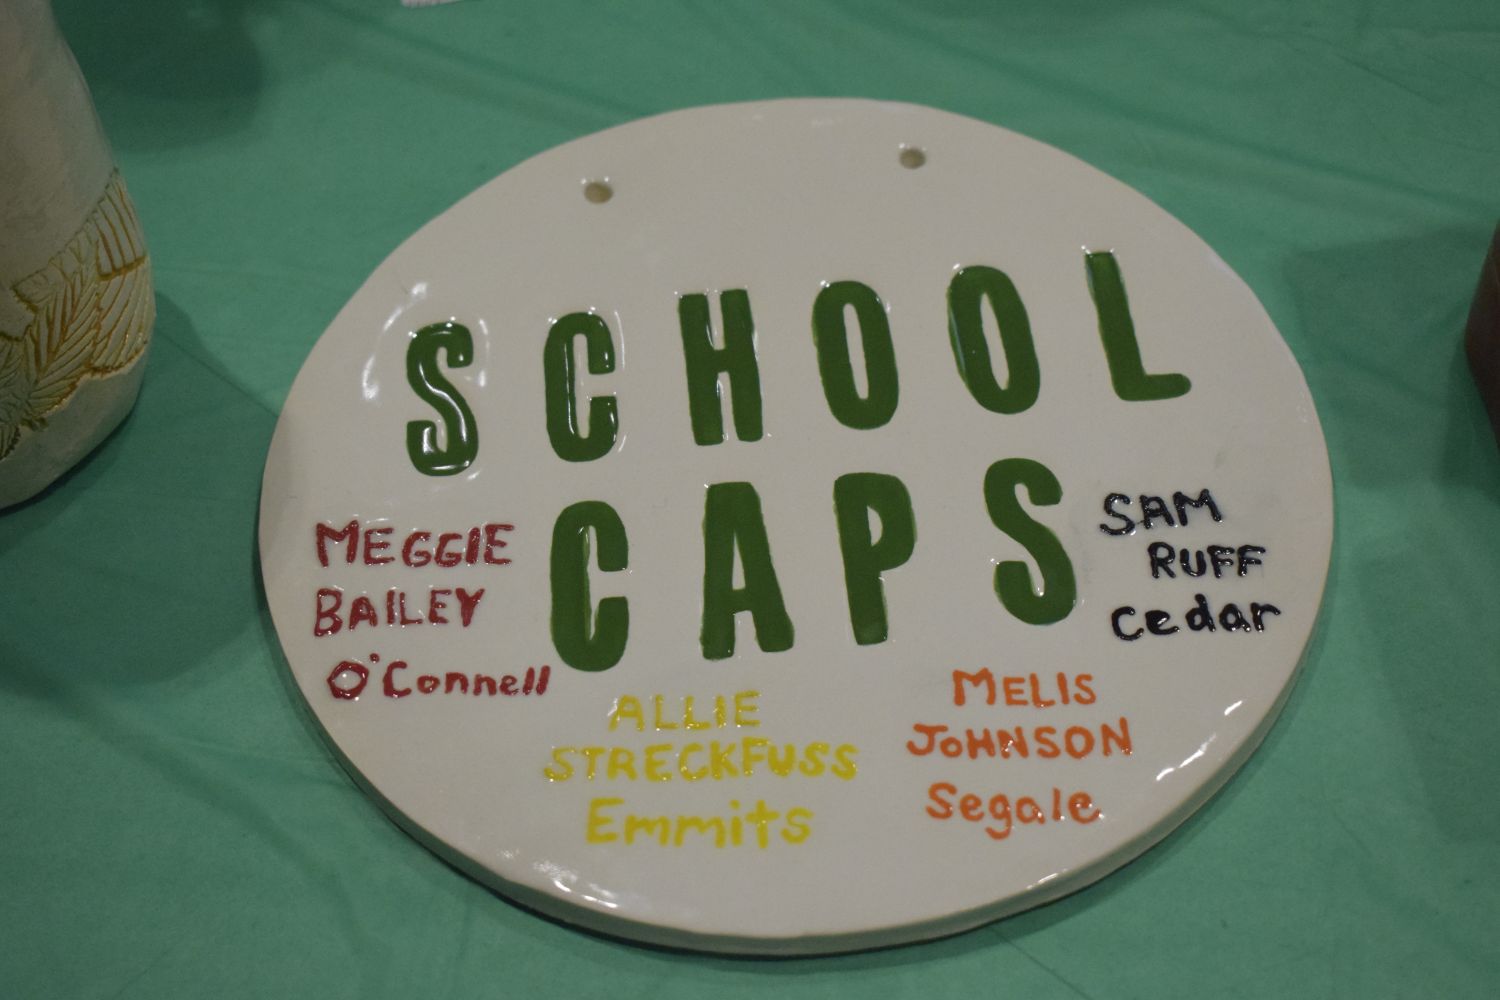 SCHOOL
CAPS
MEGGIE
BAILEY
O'Connell
ALLIE
STRECKFUSS
Emmits
MELIS
JOHNSON
Segale
SAM
RUFF
Cedar